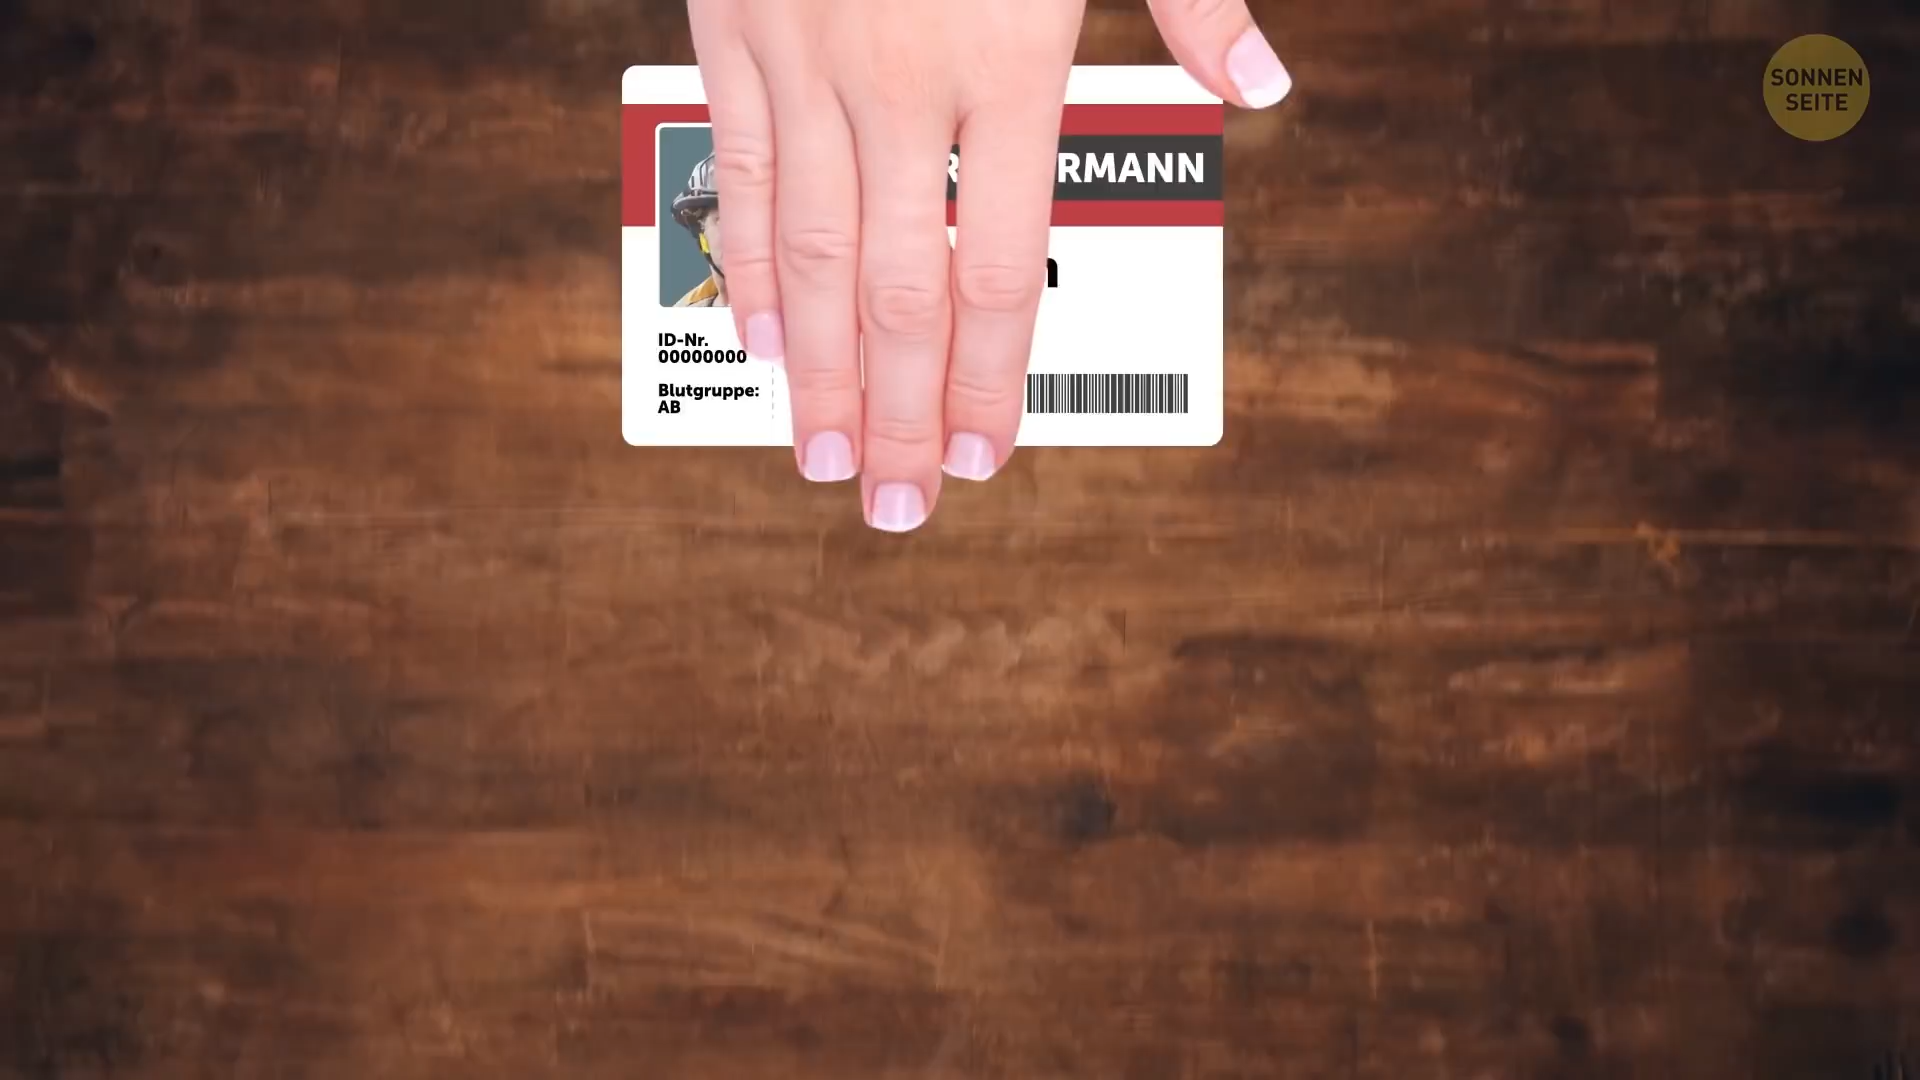 SONNEN
SEITE
RMANN
ID-Nr.
00000000
Blutgruppe:
AB